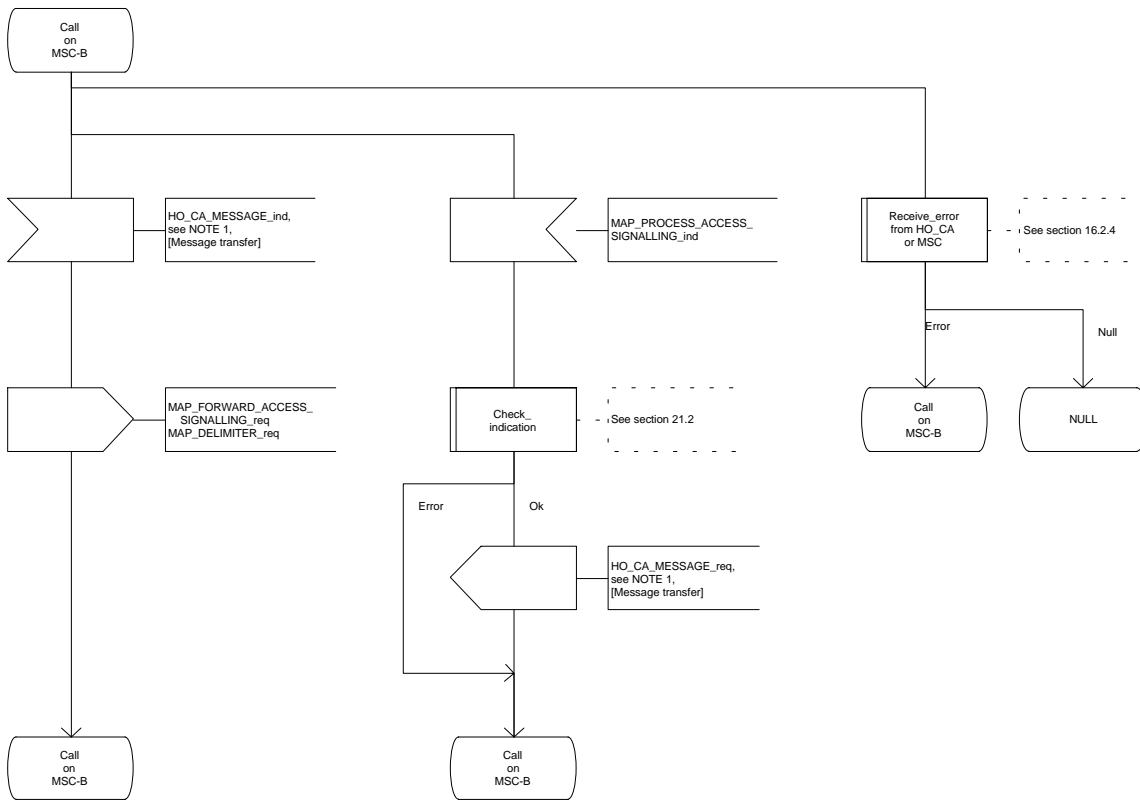 Call
on
MSC-B
HO_CA_MESSAGE_ind,
see NOTE 1,
[Message transfer]
MAP_PROCESS_ACCESS_
SIGNALLING_ind
Receive_error
from HO_CA
or MSC
See section 16.2.4
Error
Null
MAP_FORWARD_ACCESS_
SIGNALLING_req
MAP_DELIMITER_req
Check_
indication
See section 21.2
Call
on
MSC-B
NULL
Error
Ok
HO_CA_MESSAGE_req,
see NOTE 1,
[Message transfer]
Call
on
MSC-B
Call
on
MSC-B